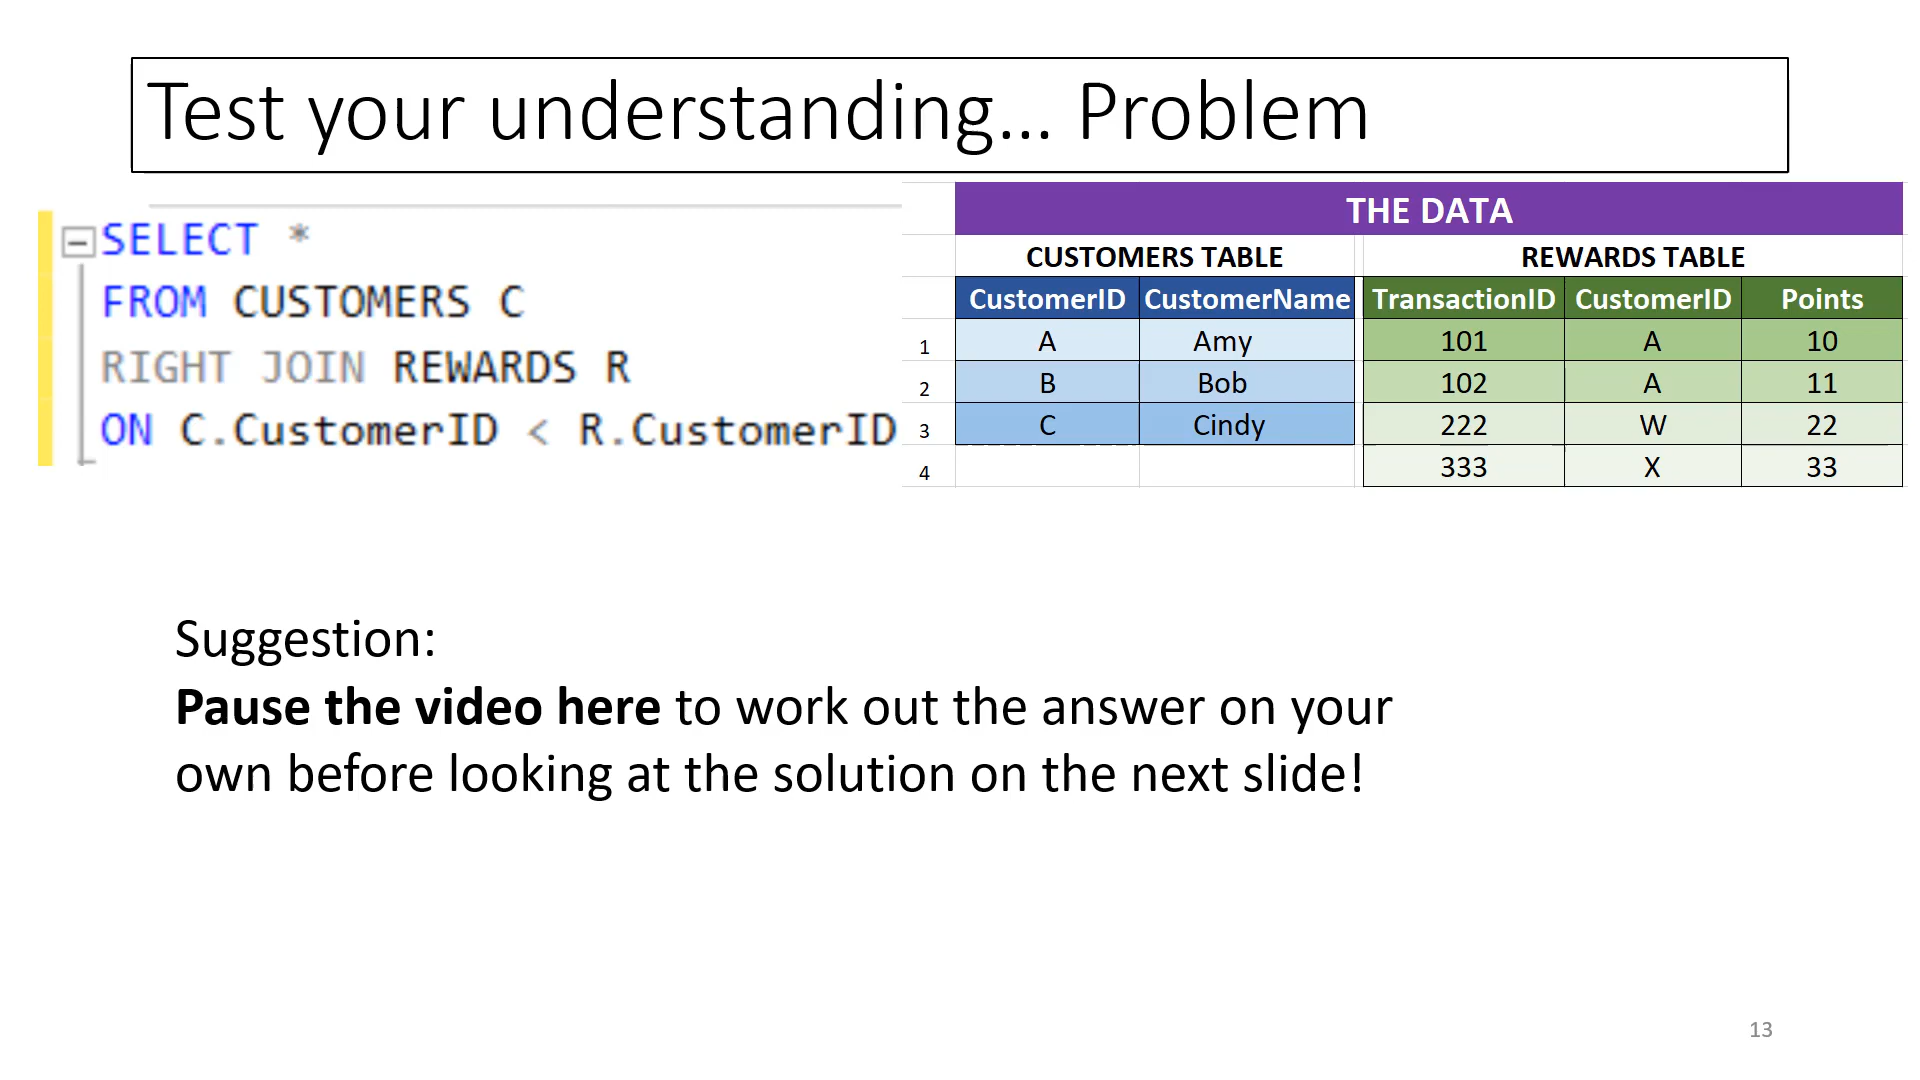 Test your understanding... Problem
SELECT *
FROM CUSTOMERS C
RIGHT JOIN REWARDS R
ON C.CustomerID < R.CustomerID
THE DATA
CUSTOMERS TABLE REWARDS TABLE
CustomerID CustomerName TransactionID CustomerID Points
1 A Amy 101 A 10
2 B Bob 102 A 11
3 C Cindy 222 W 22
4 333 X 33
Suggestion:
Pause the video here to work out the answer on your
own before looking at the solution on the next slide!
13